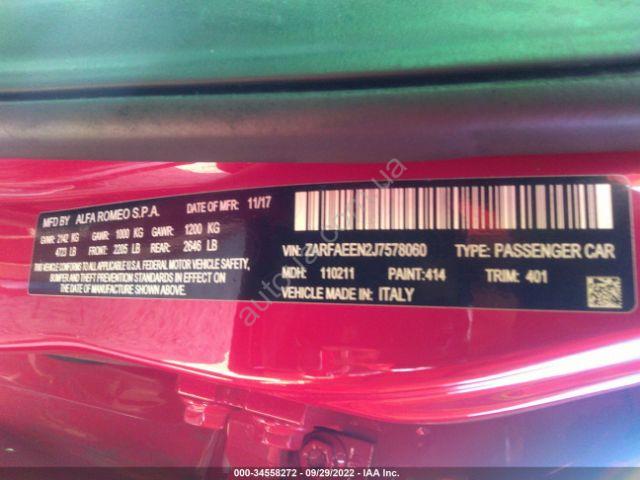 MFD BY ALFA ROMEO S.P.A. DATE OF MFR: 11/17
GVWR: 2142 KG GAWR: 1000 KG GAWR: 1200 KG
4723 LB FRONT: 2205 LB REAR: 2646 LB
THIS VEHICLE CONFORMS TO ALL APPLICABLE U.S.FEDERAL MOTOR VEHICLE SAFETY,
BUMPER AND THEFT PREVENTION STANDARDS IN EFFECT ON THE
DATE OF MANUFACTURE SHOWN ABOVE.
VIN: ZARFAEEN2J7578060 TYPE: PASSENGER CAR
MDH: 110211 PAINT:414 TRIM: 401
VEHICLE MADE IN: ITALY
000-34558272 - 09/29/2022 - IAA Inc.